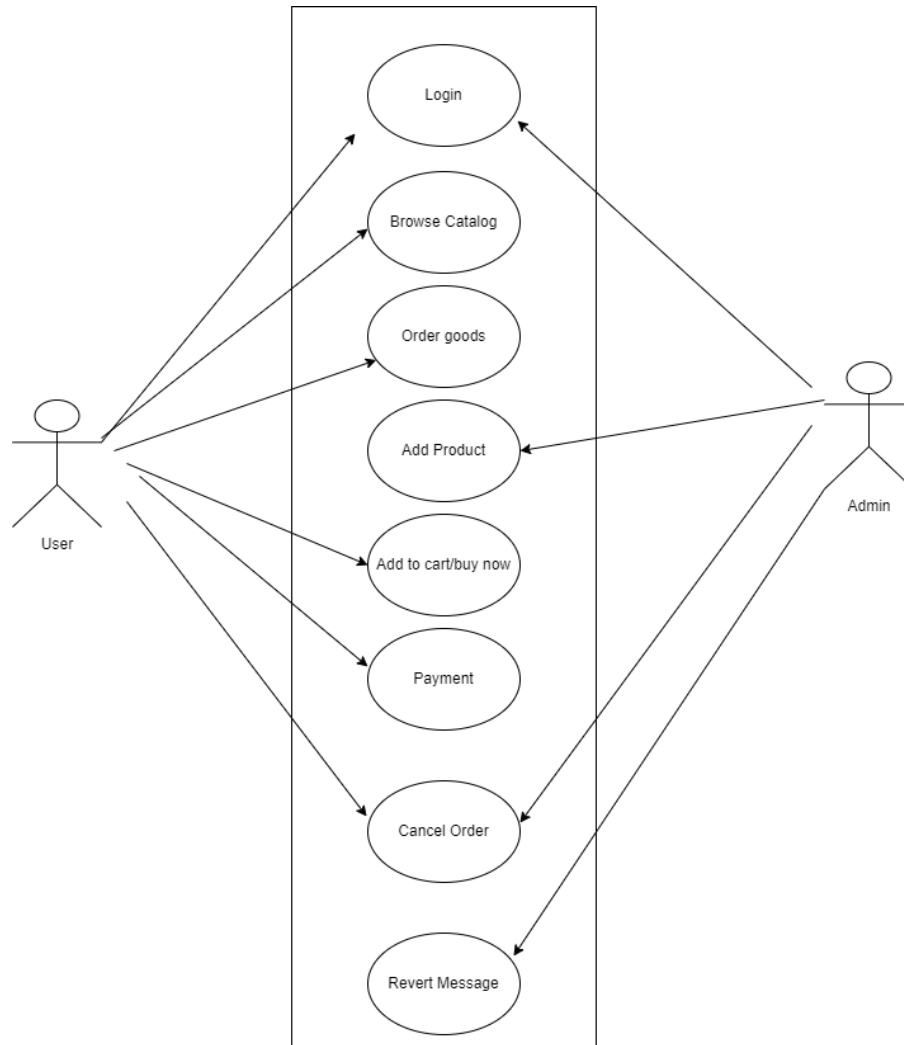 Login
Browse Catalog
Order goods
Add Product
Admin
User
Add to cart/buy now
Payment
Cancel Order
Revert Message